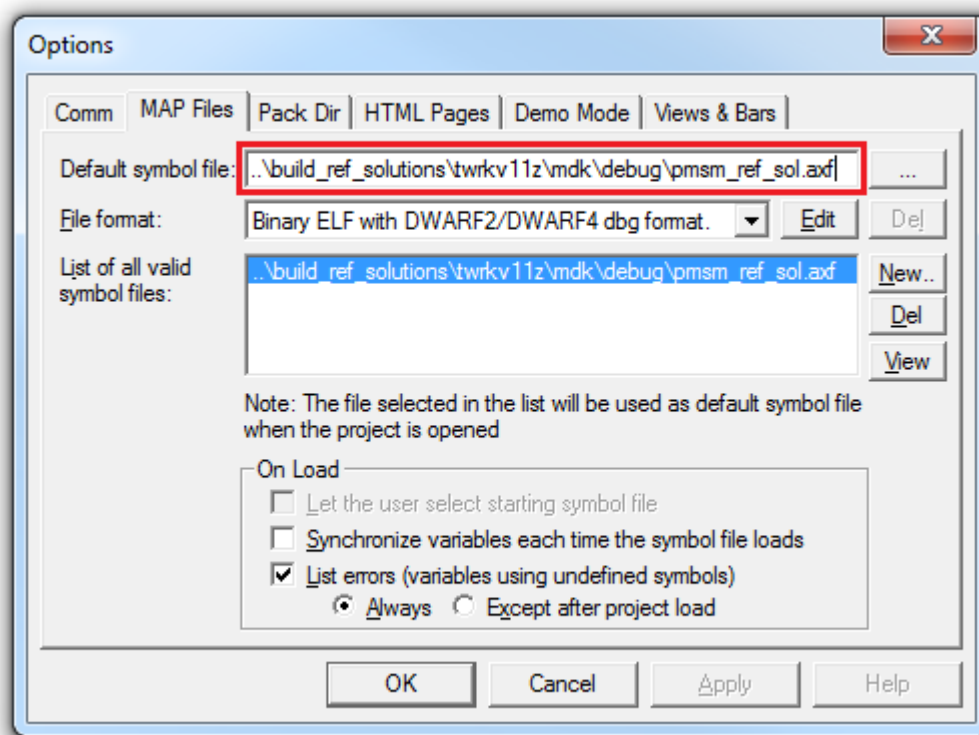 Options
Comm MAP Files Pack Dir HTML Pages Demo Mode Views & Bars
Default symbol file: ..\build_ref_solutions\twrkv11z\mdk\debug\pmsm_ref_sol.axf ...
File format: Binary ELF with DWARF2/DWARF4 dbg format. Edit Del
List of all valid
symbol files:
..\build_ref_solutions\twrkv11z\mdk\debug\pmsm_ref_sol.axf
New..
Del
View
Note: The file selected in the list will be used as default symbol file
when the project is opened
On Load
Let the user select starting symbol file
Synchronize variables each time the symbol file loads
List errors (variables using undefined symbols)
Always Except after project load
OK Cancel Apply Help